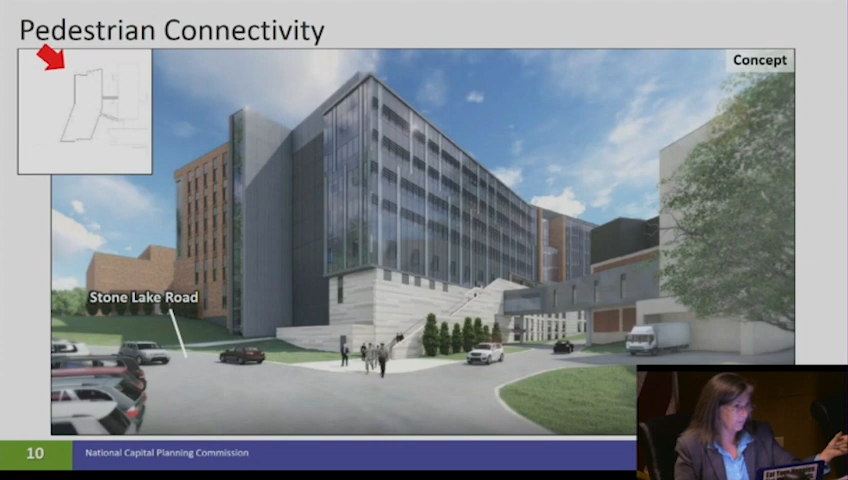 Pedestrian Connectivity
Concept
Stone Lake Road
10
National Capital Planning Commission